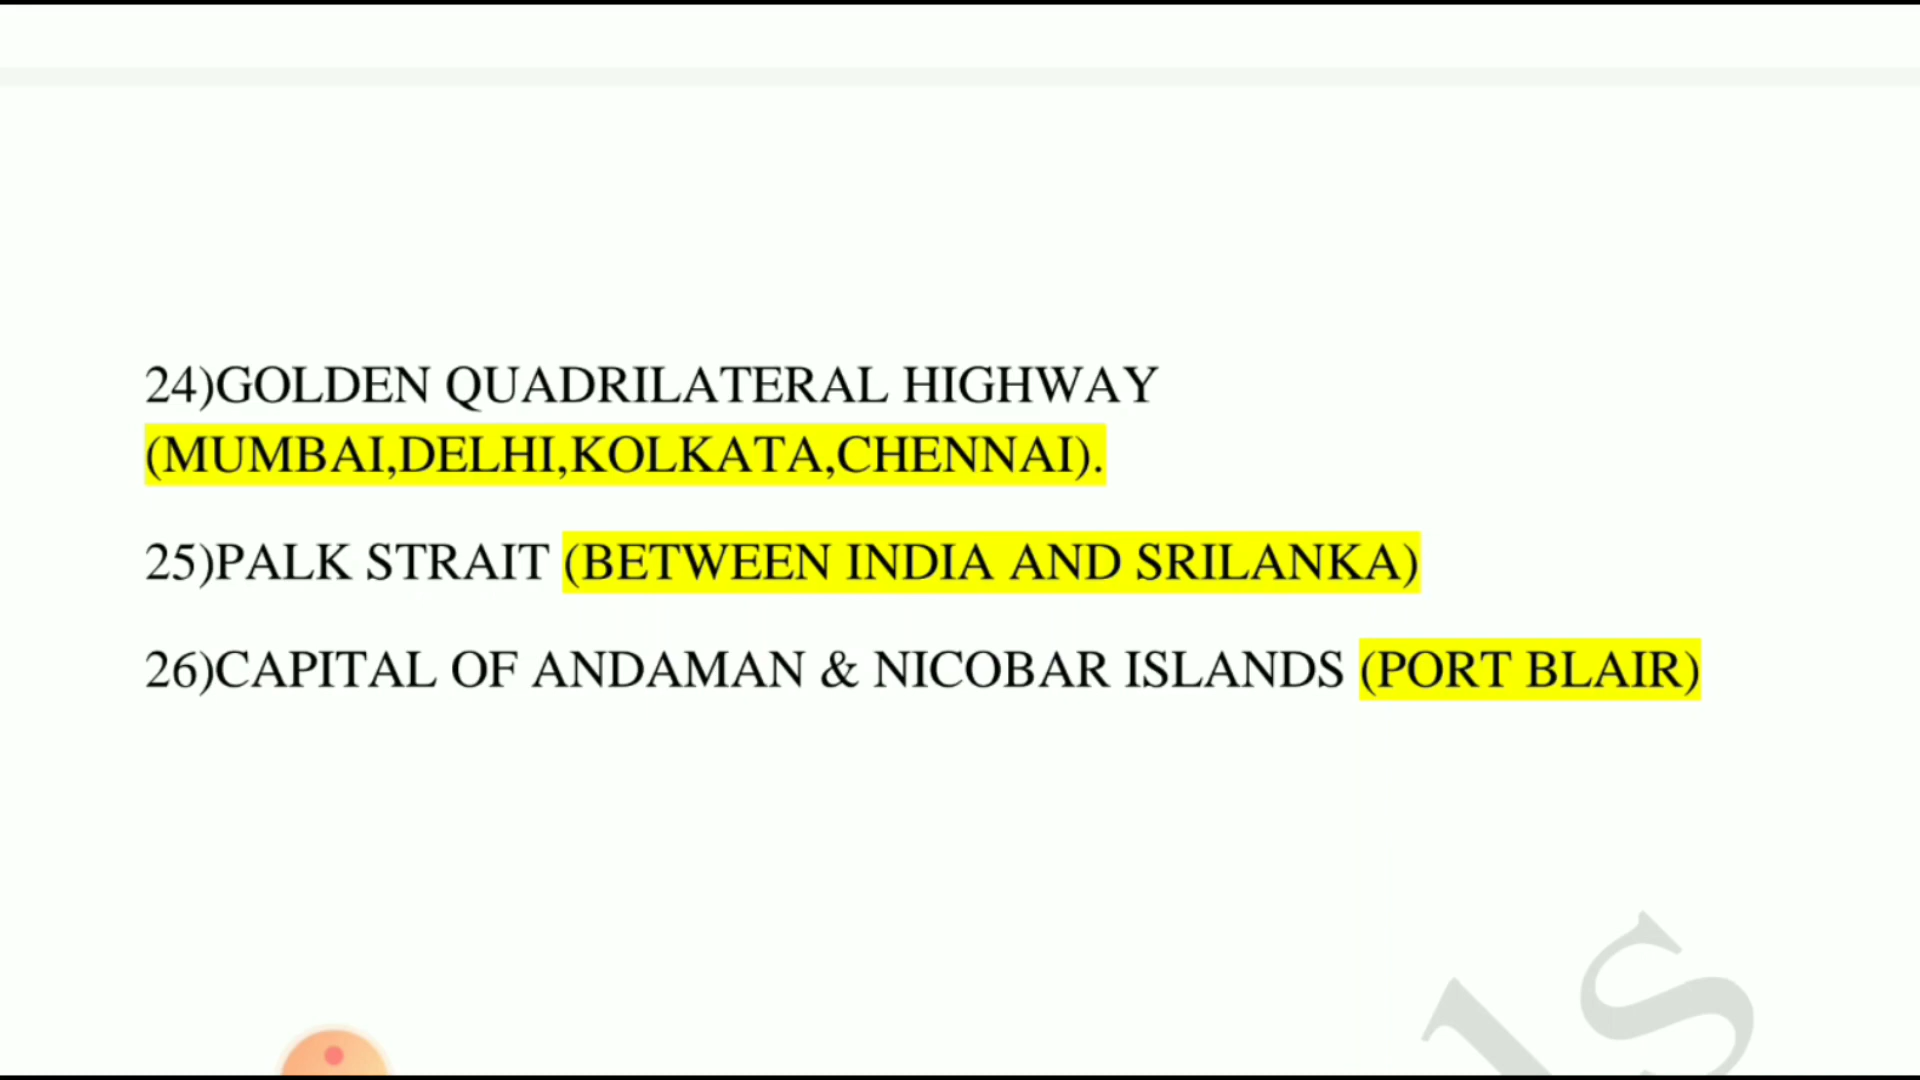 24)GOLDEN QUADRILATERAL HIGHWAY
(MUMBAI,DELHI,KOLKATA,CHENNAI).
25)PALK STRAIT (BETWEEN INDIA AND SRILANKA)
26)CAPITAL OF ANDAMAN & NICOBAR ISLANDS (PORT BLAIR)